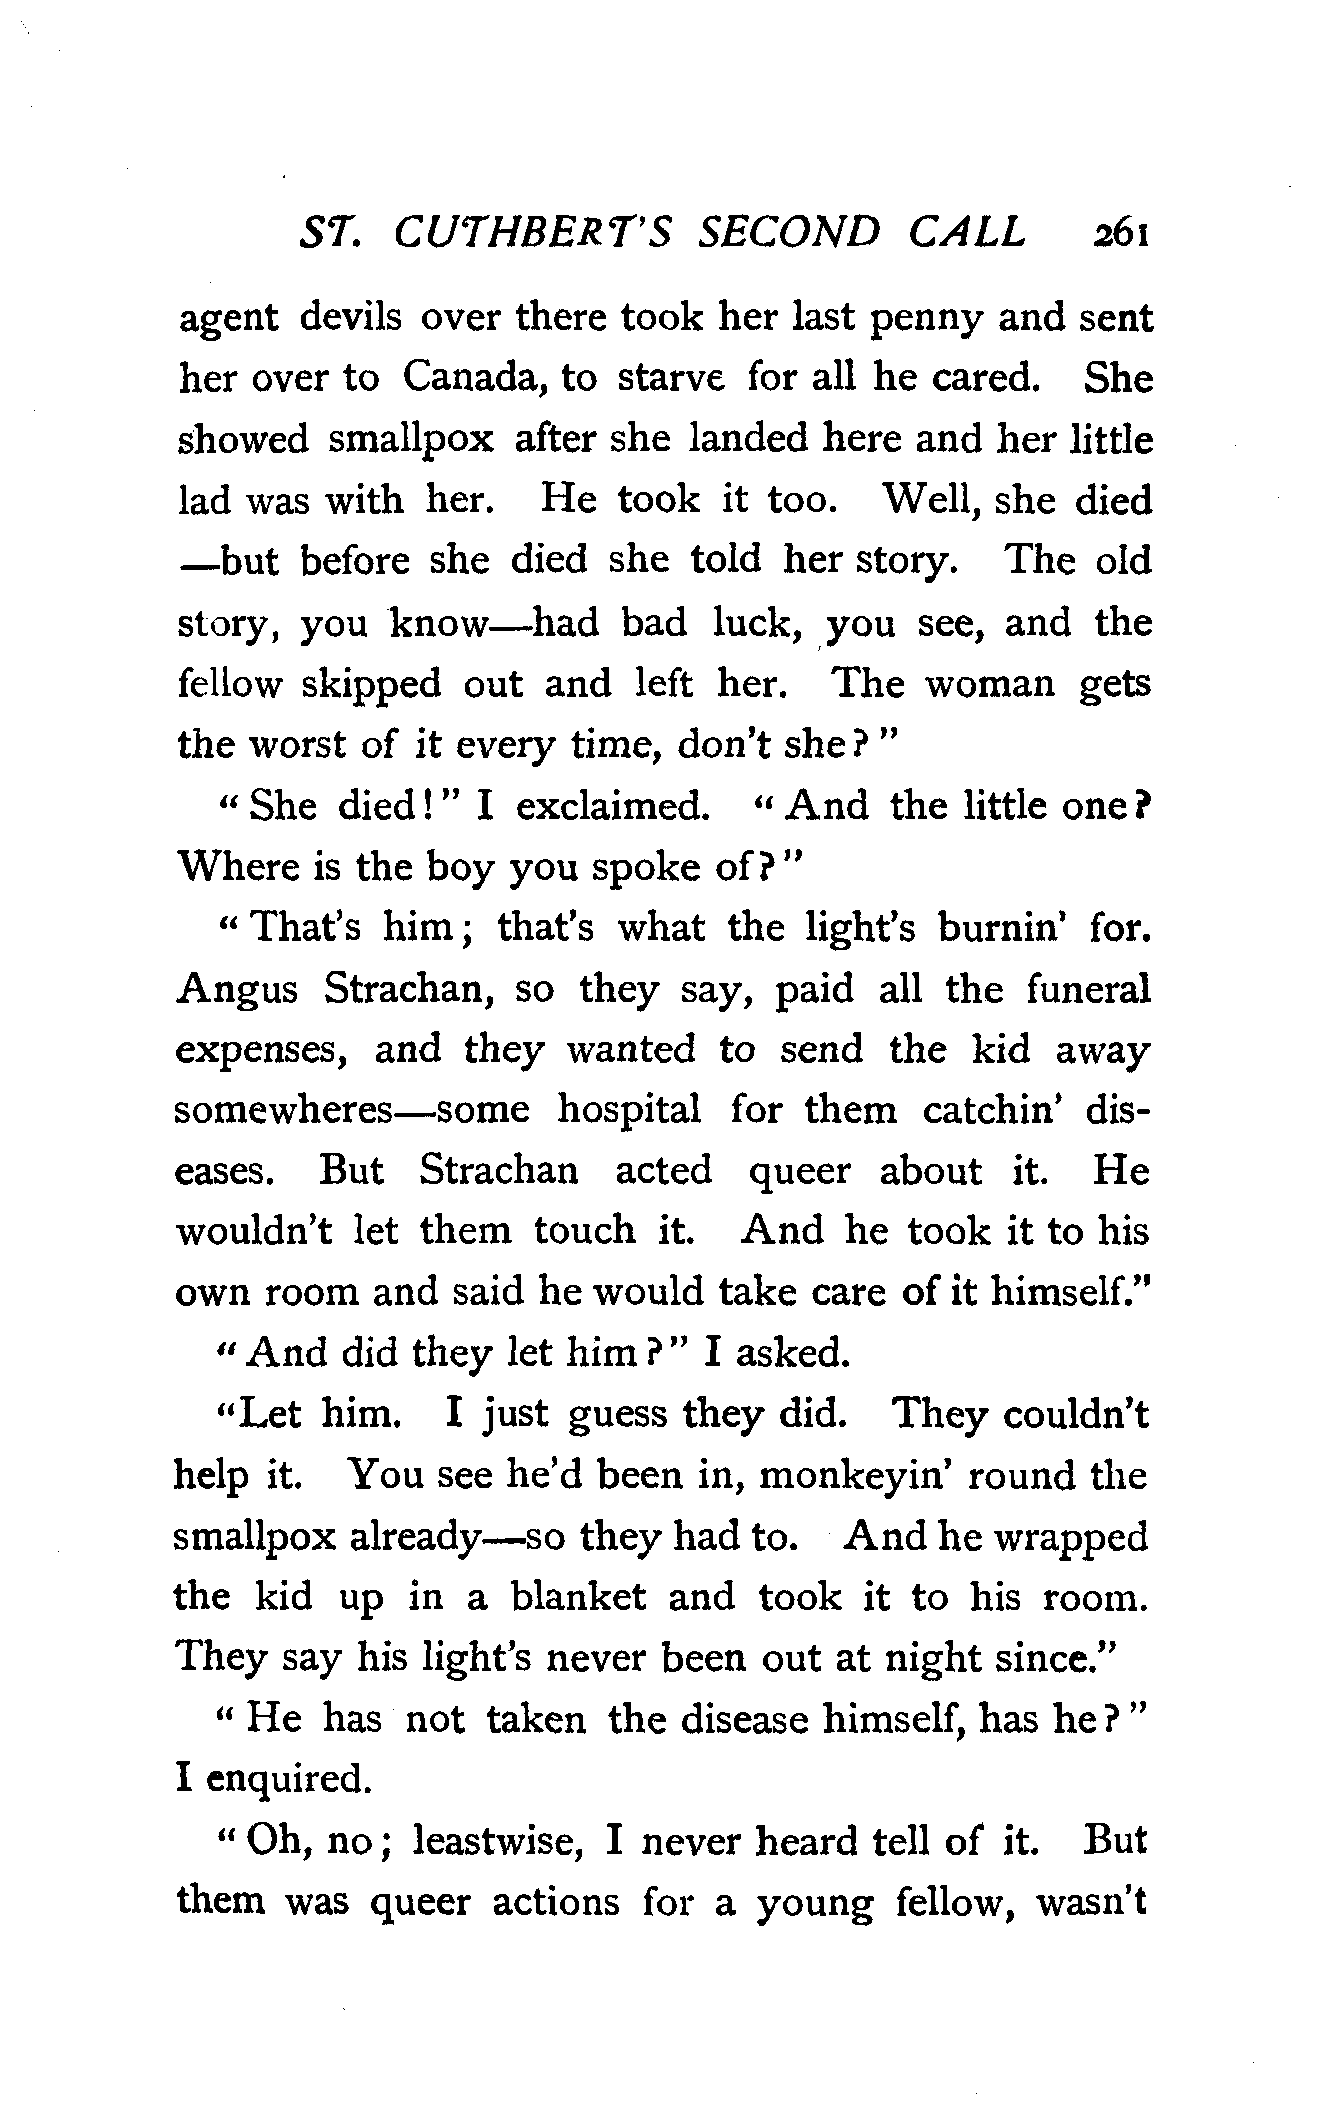 ST. CUTHBERT'S SECOND CALL 261
agent devils over there took her last penny and sent
her over to Canada, to starve for all he cared. She
showed smallpox after she landed here and her little
lad was with her. He took it too. Well, she died
—but before she died she told her story. The old
story, you know—had bad luck, you see, and the
fellow skipped out and left her. The woman gets
the worst of it every time, don't she?"
"She died!" I exclaimed. "And the little one?
Where is the boy you spoke of?"
"That's him; that's what the light's burnin' for.
Angus Strachan, so they say, paid all the funeral
expenses, and they wanted to send the kid away
somewheres—some hospital for them catchin' dis-
eases. But Strachan acted queer about it. He
wouldn't let them touch it. And he took it to his
own room and said he would take care of it himself."
"And did they let him?" I asked.
"Let him. I just guess they did. They couldn't
help it. You see he'd been in, monkeyin' round the
smallpox already—so they had to. And he wrapped
the kid up in a blanket and took it to his room.
They say his light's never been out at night since."
"He has not taken the disease himself, has he?"
I enquired.
"Oh, no; leastwise, I never heard tell of it. But
them was queer actions for a young fellow, wasn't